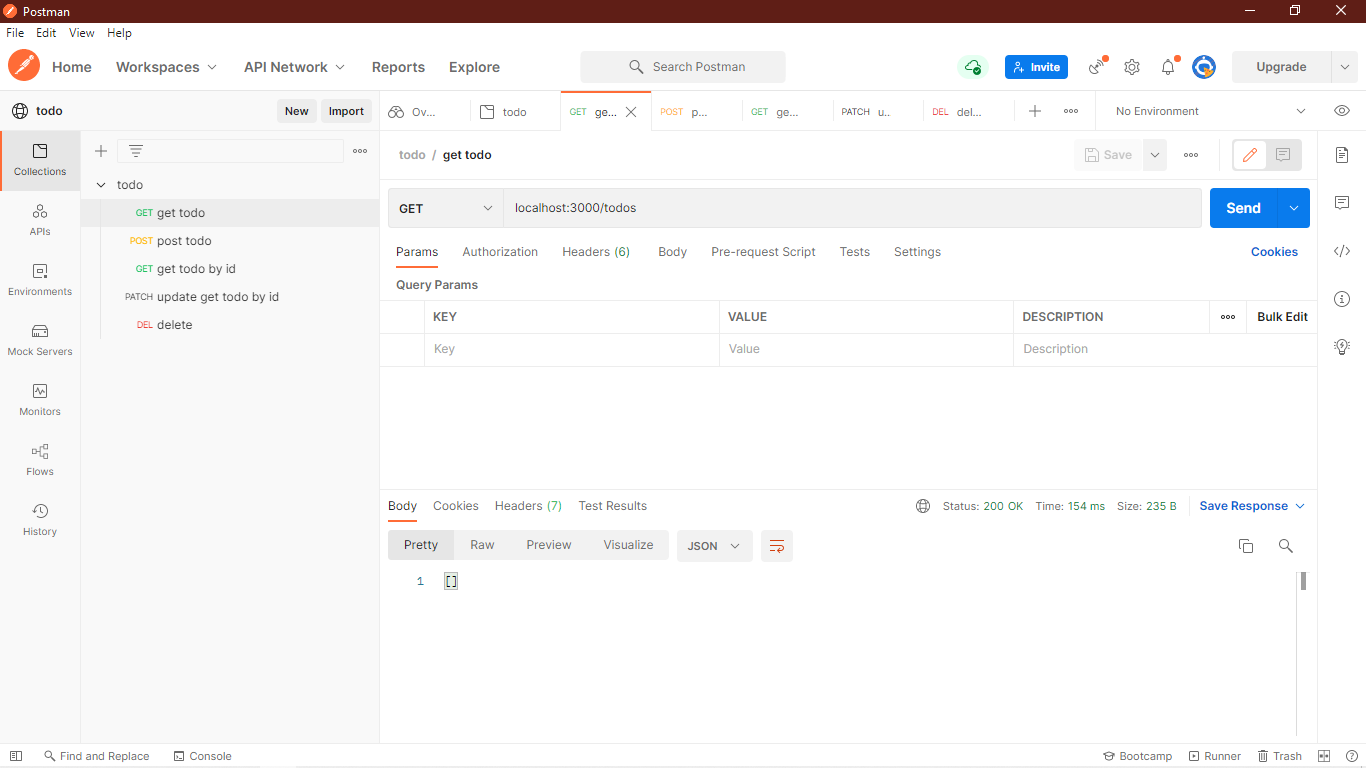 Postman
File Edit View Help
Home Workspaces API Network Reports Explore Search Postman Invite Upgrade
todo New Import Ov... todo GET ge... POST p... GET ge... PATCH u.. DEL del... No Environment
Collections
APIs
Environments
Mock Servers
Monitors
Flows
History
todo
GET get todo
POST post todo
GET get todo by id
PATCH update get todo by id
DEL delete
todo / get todo Save
GET localhost:3000/todos Send
Params Authorization Headers (6) Body Pre-request Script Tests Settings Cookies
Query Params
KEY VALUE DESCRIPTION Bulk Edit
Key Value Description
Body Cookies Headers (7) Test Results Status: 200 OK Time: 154 ms Size: 235 B Save Response
Pretty Raw Preview Visualize JSON
1 []
Find and Replace Console Bootcamp Runner Trash